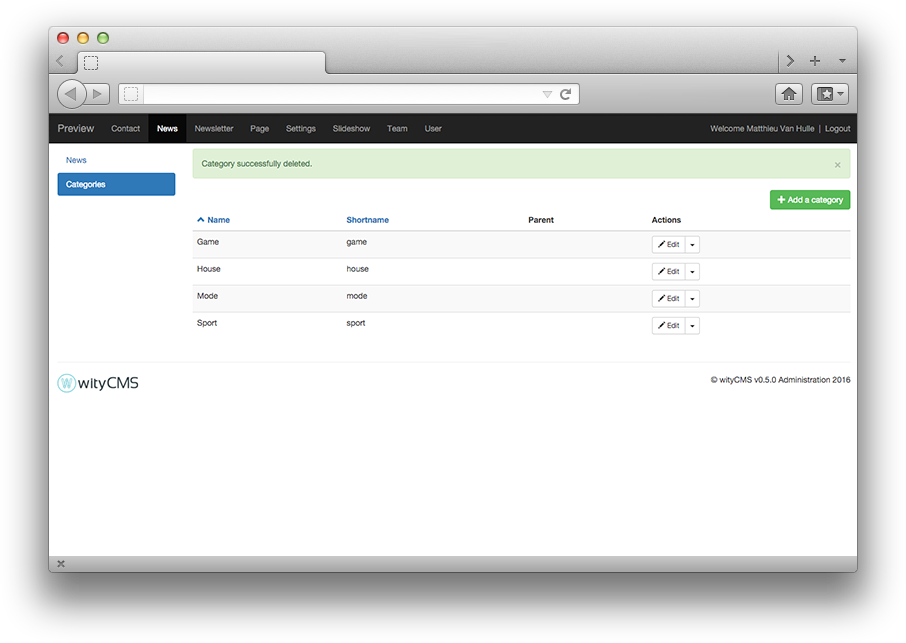 Preview Contact News Newsletter Page Settings Slideshow Team User Welcome Matthieu Van Hulle | Logout
News
Categories
Category successfully deleted. ×
+ Add a category
Name Shortname Parent Actions
Game game Edit
House house Edit
Mode mode Edit
Sport sport Edit
W wityCMS © wityCMS v0.5.0 Administration 2016